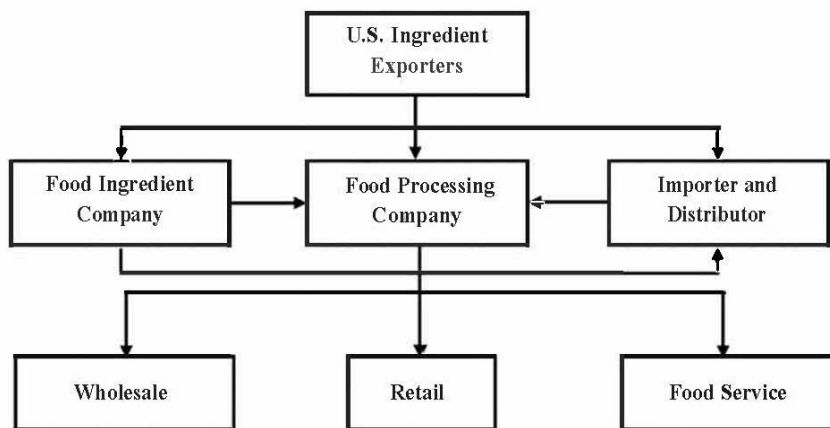 U.S. Ingredient
Exporters
Food Ingredient
Company
Food Processing
Company
Importer and
Distributor
Wholesale
Retail
Food Service